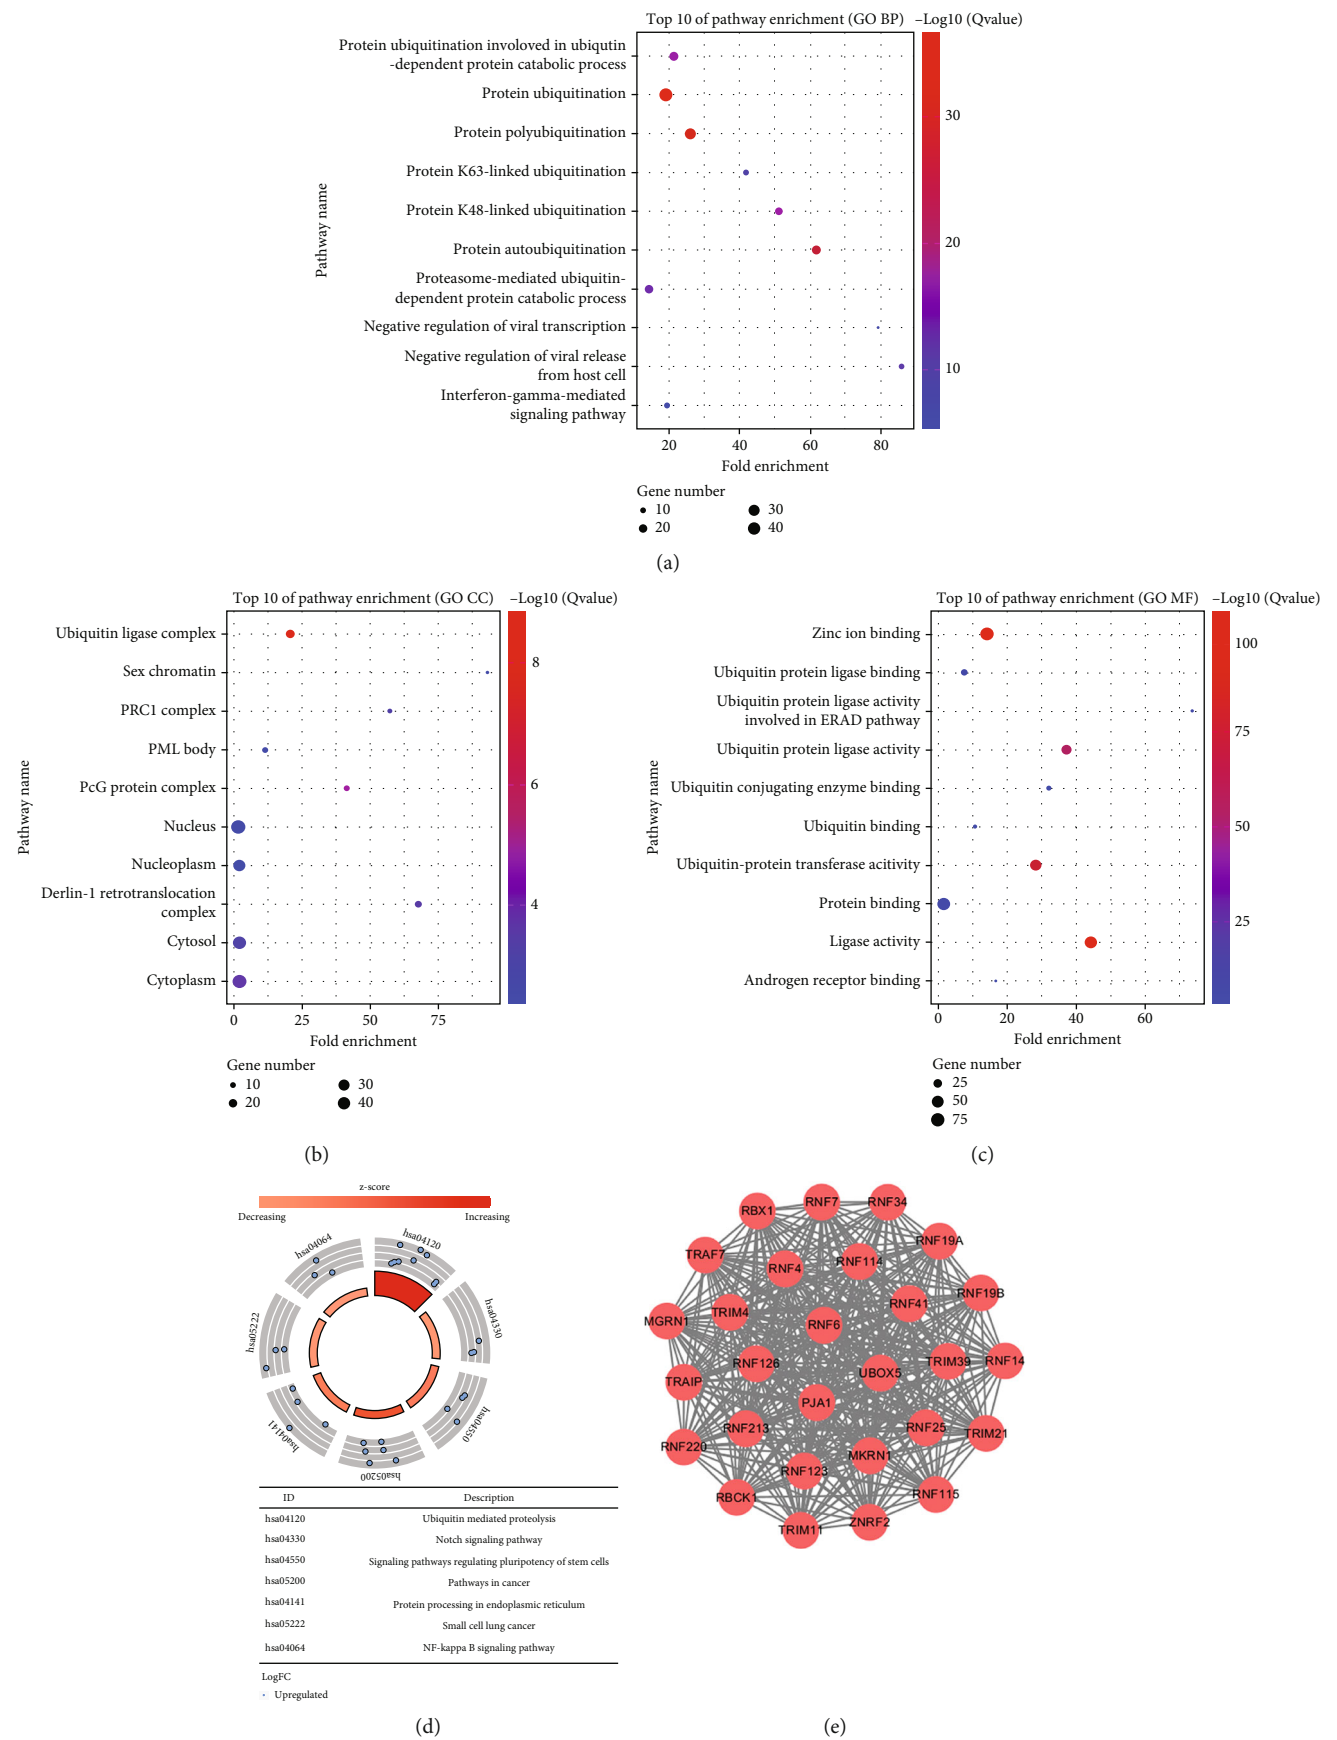 Top 10 of pathway enrichment (GO BP)
–Log10 (Qvalue)
Protein ubiquitination involoved in ubiqutin
-dependent protein catabolic process
Protein ubiquitination
Protein polyubiquitination
Protein K63-linked ubiquitination
Protein K48-linked ubiquitination
Protein autoubiquitination
Proteasome-mediated ubiquitin-
dependent protein catabolic process
Negative regulation of viral transcription
Negative regulation of viral release
from host cell
Interferon-gamma-mediated
signaling pathway
Pathway name
30
20
10
20 40 60 80
Fold enrichment
Gene number
10 30
20 40
(a)
Top 10 of pathway enrichment (GO CC)
–Log10 (Qvalue)
Ubiquitin ligase complex
Sex chromatin
PRC1 complex
PML body
PcG protein complex
Nucleus
Nucleoplasm
Derlin-1 retrotranslocation
complex
Cytosol
Cytoplasm
Pathway name
8
6
4
0 25 50 75
Fold enrichment
Gene number
10 30
20 40
(b)
Top 10 of pathway enrichment (GO MF)
–Log10 (Qvalue)
Zinc ion binding
Ubiquitin protein ligase binding
Ubiquitin protein ligase activity
involved in ERAD pathway
Ubiquitin protein ligase activity
Ubiquitin conjugating enzyme binding
Ubiquitin binding
Ubiquitin-protein transferase acitivity
Protein binding
Ligase activity
Androgen receptor binding
Pathway name
100
75
50
25
0 20 40 60
Fold enrichment
Gene number
25
50
75
(c)
z-score
Decreasing Increasing
hsa04120
hsa04330
hsa04550
hsa05200
hsa04141
hsa05222
hsa04064
ID Description
hsa04120 Ubiquitin mediated proteolysis
hsa04330 Notch signaling pathway
hsa04550 Signaling pathways regulating pluripotency of stem cells
hsa05200 Pathways in cancer
hsa04141 Protein processing in endoplasmic reticulum
hsa05222 Small cell lung cancer
hsa04064 NF-kappa B signaling pathway
LogFC
Upregulated
(d)
RBX1
RNF7
RNF34
TRAF7
RNF4
RNF114
RNF19A
MGRN1
TRIM4
RNF6
RNF41
RNF19B
TRAIP
RNF126
UBOX5
TRIM39
RNF14
PJA1
RNF220
RNF213
RNF25
TRIM21
RNF123
MKRN1
RBCK1
RNF115
TRIM11
ZNRF2
(e)